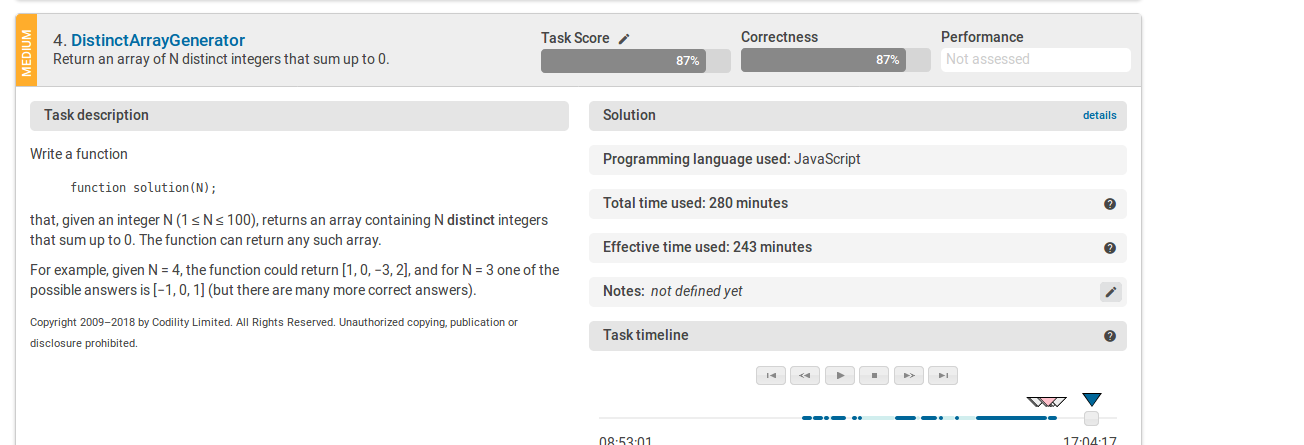 MEDIUM
4. DistinctArrayGenerator
Return an array of N distinct integers that sum up to 0.
Task Score
87%
Correctness
87%
Performance
Not assessed
Task description
Write a function
function solution(N);
that, given an integer N (1 ≤ N ≤ 100), returns an array containing N distinct integers
that sum up to 0. The function can return any such array.
For example, given N = 4, the function could return [1, 0, −3, 2], and for N = 3 one of the
possible answers is [−1, 0, 1] (but there are many more correct answers).
Copyright 2009–2018 by Codility Limited. All Rights Reserved. Unauthorized copying, publication or
disclosure prohibited.
Solution
details
Programming language used: JavaScript
Total time used: 280 minutes
Effective time used: 243 minutes
Notes: not defined yet
Task timeline
08:53:01
17:04:17